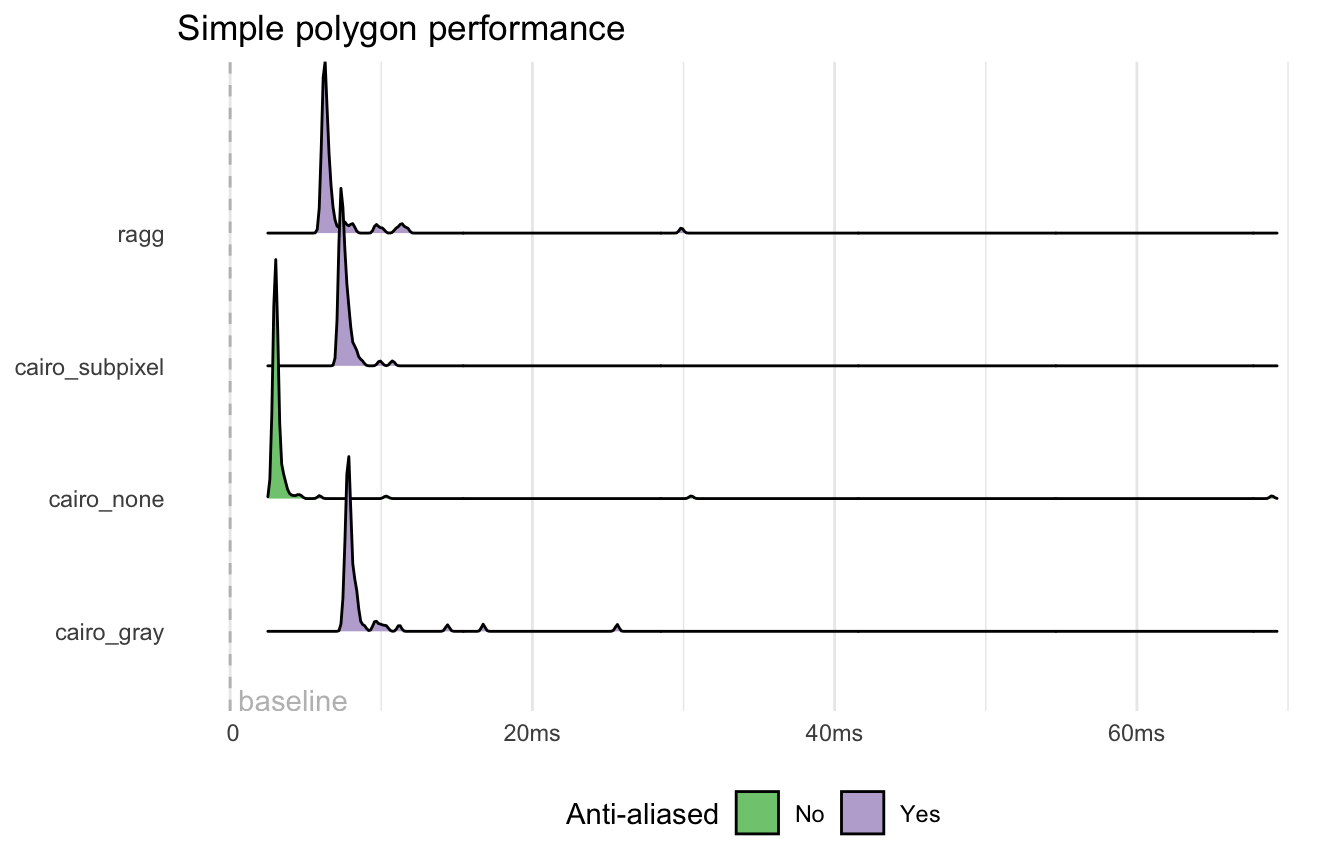 Simple polygon performance
ragg
cairo_subpixel
cairo_none
cairo_gray
baseline
0 20ms 40ms 60ms
Anti-aliased No Yes